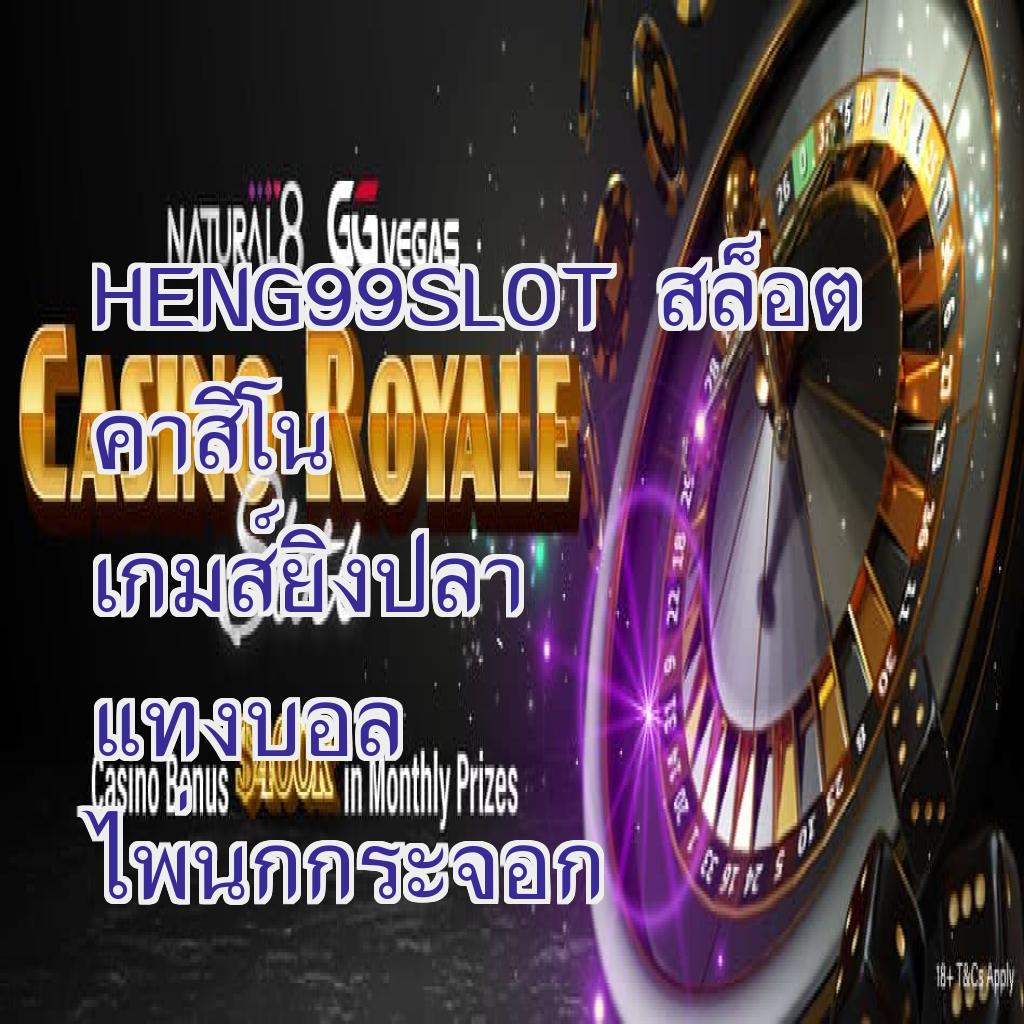 NATURAL8 GGVEGAS
HENG99SLOT สล็อต
CASINO ROYALE
คาสิโน
เกมส์ยิงปลา
แทงบอล
Casino Bonus $400K in Monthly Prizes
ไพ่นกกระจอก
18+ T&Cs Apply